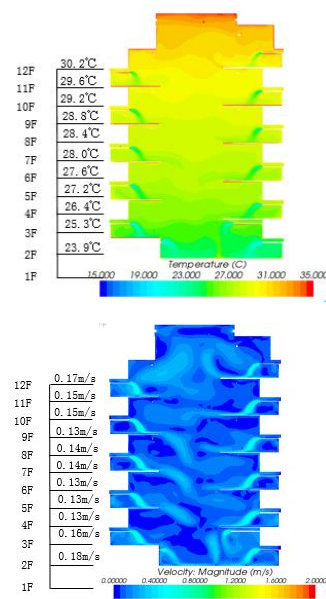 30.2℃
12F
29.6℃
11F
29.2℃
10F
28.8℃
9F
28.4℃
8F
28.0℃
7F
27.6℃
6F
27.2℃
5F
26.4℃
4F
25.3℃
3F
23.9℃
2F
Temperature (C)
1F
15.000 19.000 23.000 27.000 31.000 35.000
0.17m/s
12F
0.15m/s
11F
0.15m/s
10F
0.13m/s
9F
0.14m/s
8F
0.14m/s
7F
0.13m/s
6F
0.13m/s
5F
0.13m/s
4F
0.16m/s
3F
0.18m/s
2F
Velocity: Magnitude (m/s)
1F
0.00000 0.40000 0.80000 1.2000 1.6000 2.0000